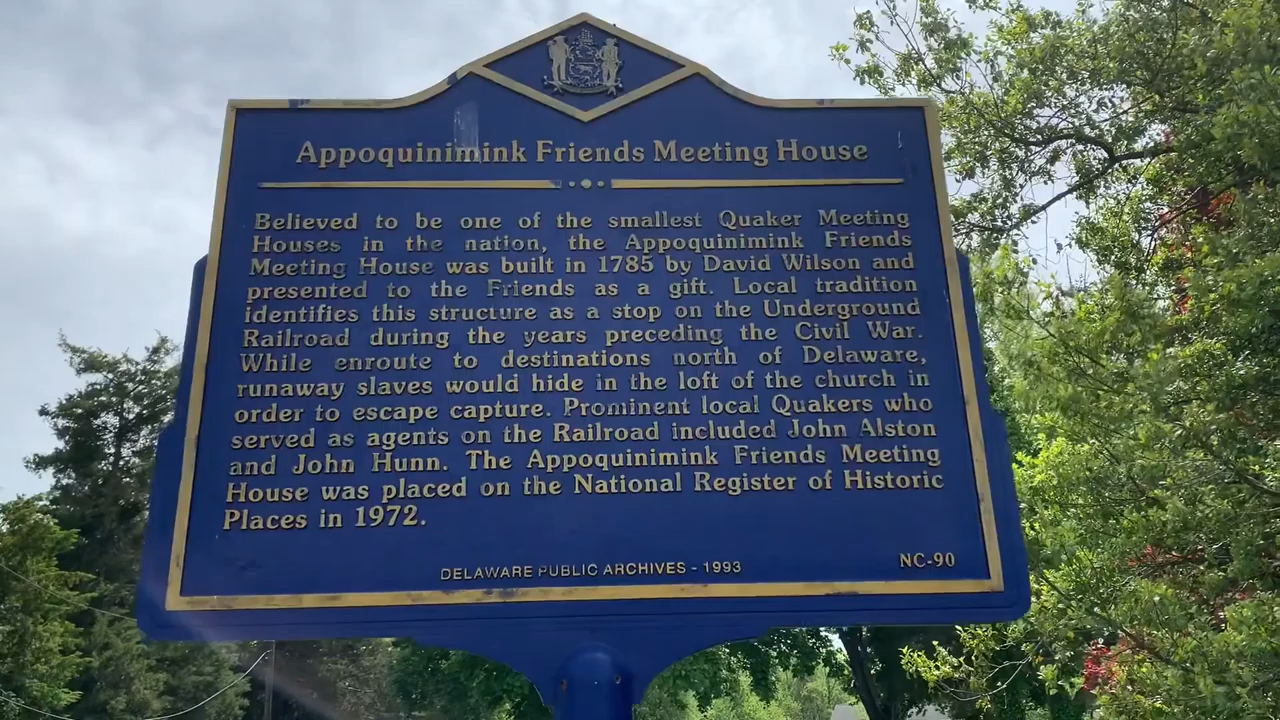 Appoquinimink Friends Meeting House
Believed to be one of the smallest Quaker Meeting
Houses in the nation, the Appoquinimink Friends
Meeting House was built in 1785 by David Wilson and
presented to the Friends as a gift. Local tradition
identifies this structure as a stop on the Underground
Railroad during the years preceding the Civil War.
While enroute to destinations north of Delaware,
runaway slaves would hide in the loft of the church in
order to escape capture. Prominent local Quakers who
served as agents on the Railroad included John Alston
and John Hunn. The Appoquinimink Friends Meeting
House was placed on the National Register of Historic
Places in 1972.
DELAWARE PUBLIC ARCHIVES - 1993
NC-90